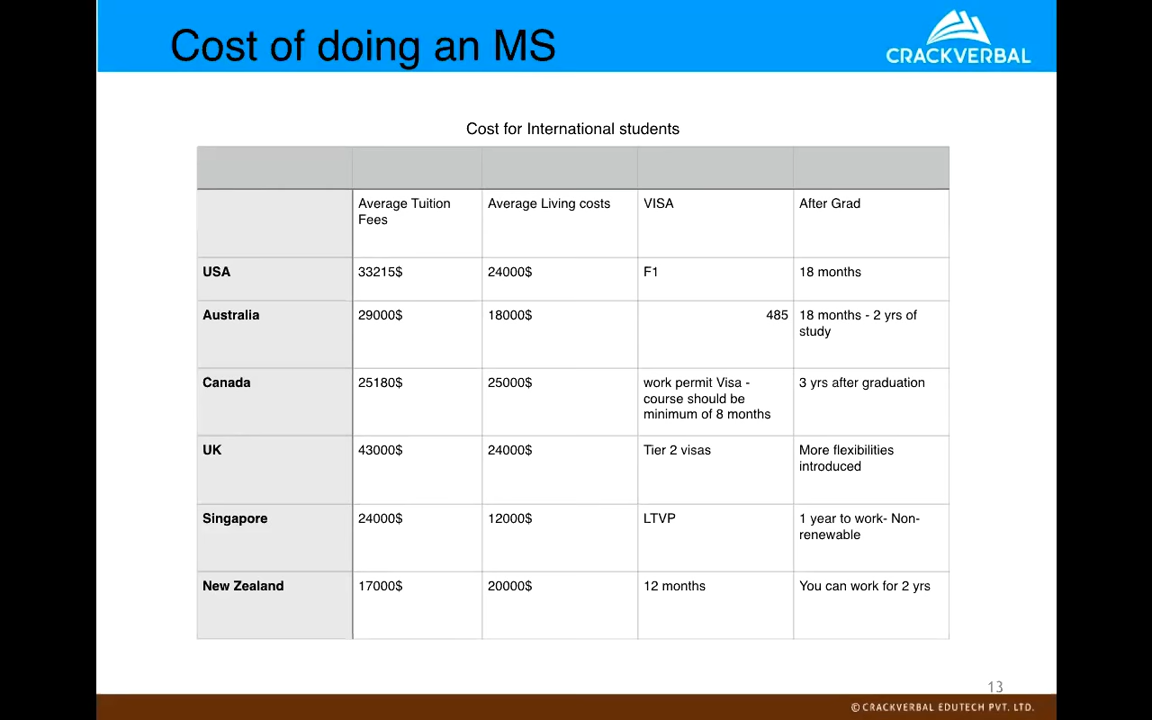 Cost of doing an MS
CRACKVERBAL
Cost for International students
Average Tuition
Fees
Average Living costs
VISA
After Grad
USA
33215$
24000$
F1
18 months
Australia
29000$
18000$
485
18 months - 2 yrs of
study
Canada
25180$
25000$
work permit Visa -
course should be
minimum of 8 months
3 yrs after graduation
UK
43000$
24000$
Tier 2 visas
More flexibilities
introduced
Singapore
24000$
12000$
LTVP
1 year to work- Non-
renewable
New Zealand
17000$
20000$
12 months
You can work for 2 yrs
13
© CRACKVERBAL EDUTECH PVT. LTD.